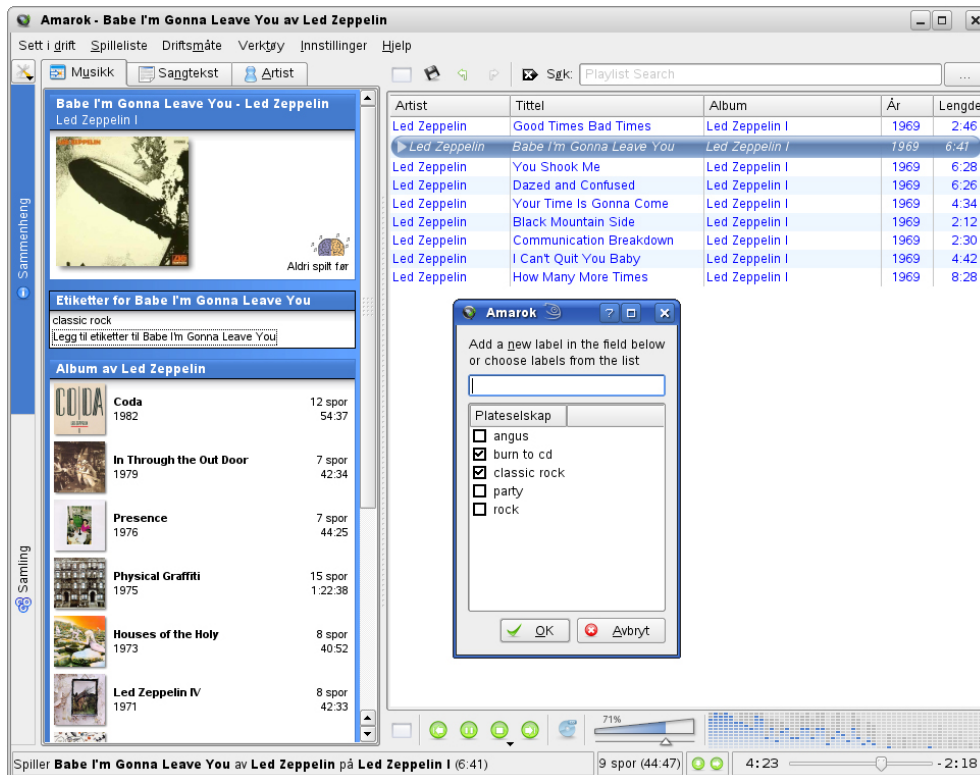 Amarok - Babe I'm Gonna Leave You av Led Zeppelin
Sett i drift Spilleliste Driftsmåte Verktøy Innstillinger Hjelp
Musikk Sangtekst Artist
Søk: Playlist Search ...
Sammenheng
Samling
Babe I'm Gonna Leave You - Led Zeppelin
Led Zeppelin I
LED ZEPPELIN
Aldri spilt før
Etiketter for Babe I'm Gonna Leave You
classic rock
Legg til etiketter til Babe I'm Gonna Leave You
Album av Led Zeppelin
CODA
Coda 12 spor
1982 54:37
In Through the Out Door 7 spor
1979 42:34
Presence 7 spor
1976 44:25
Physical Graffiti 15 spor
1975 1:22:38
Houses of the Holy 8 spor
1973 40:52
Led Zeppelin IV 8 spor
1971 42:33
Artist Tittel Album År Lengde
Led Zeppelin Good Times Bad Times Led Zeppelin I 1969 2:46
Led Zeppelin Babe I'm Gonna Leave You Led Zeppelin I 1969 6:41
Led Zeppelin You Shook Me Led Zeppelin I 1969 6:28
Led Zeppelin Dazed and Confused Led Zeppelin I 1969 6:26
Led Zeppelin Your Time Is Gonna Come Led Zeppelin I 1969 4:34
Led Zeppelin Black Mountain Side Led Zeppelin I 1969 2:12
Led Zeppelin Communication Breakdown Led Zeppelin I 1969 2:30
Led Zeppelin I Can't Quit You Baby Led Zeppelin I 1969 4:42
Led Zeppelin How Many More Times Led Zeppelin I 1969 8:28
Amarok
Add a new label in the field below
or choose labels from the list
Plateselskap
angus
burn to cd
classic rock
party
rock
OK Avbryt
71%
Spiller Babe I'm Gonna Leave You av Led Zeppelin på Led Zeppelin I (6:41)
9 spor (44:47) 4:23 -2:18